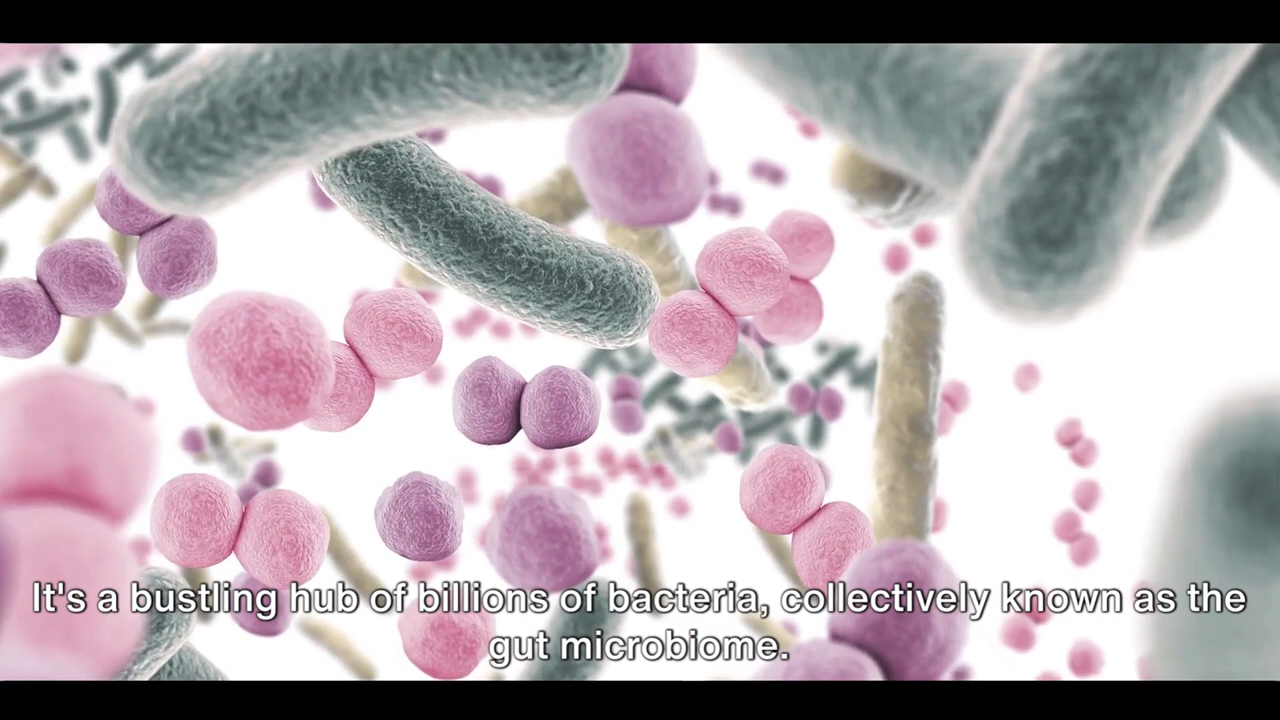 It's a bustling hub of billions of bacteria, collectively known as the
gut microbiome.